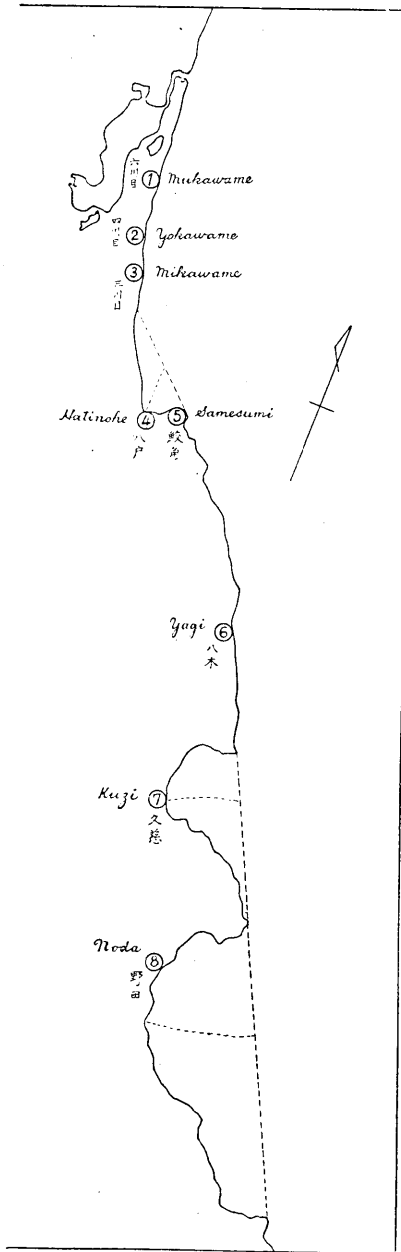 六川目
① Mukawame
四川目
② Yokawame
③ Mikawame
三川目
Hatinohe ④
八戸
⑤ Samesumi
鮫角
Yagi ⑥
八木
Kuzi ⑦
久慈
Noda ⑧
野田